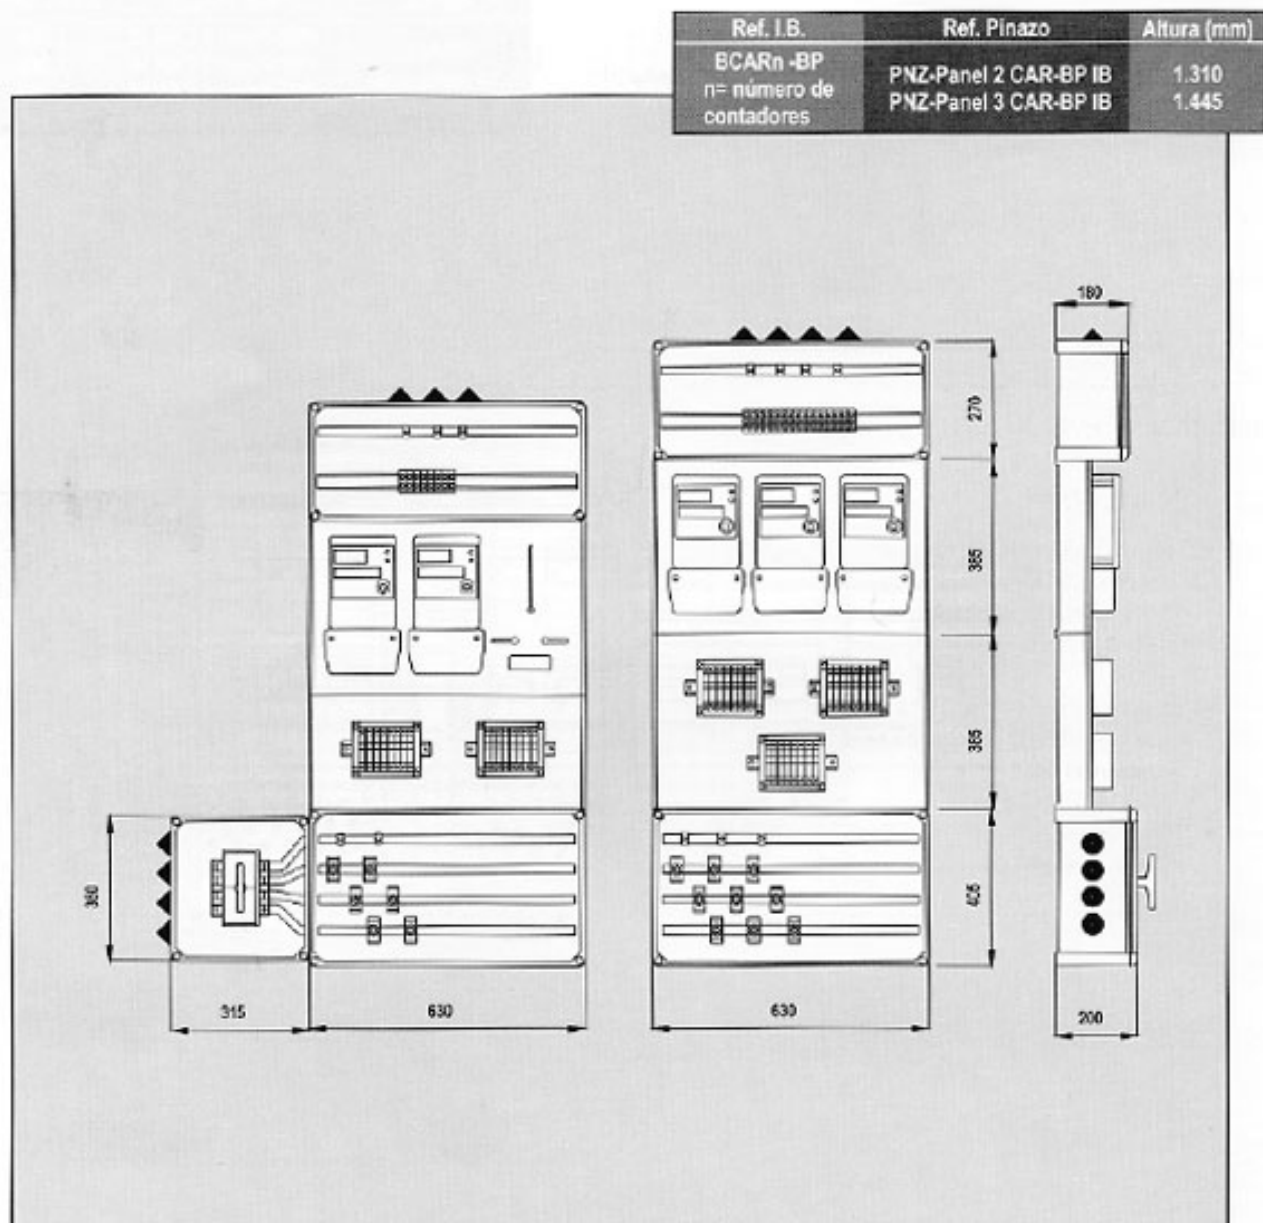 Ref. I.B. Ref. Pinazo Altura (mm)
BCARn -BP
n= número de
contadores
PNZ-Panel 2 CAR-BP IB 1.310
PNZ-Panel 3 CAR-BP IB 1.445
180
270
385
385
380
405
315
630
630
200